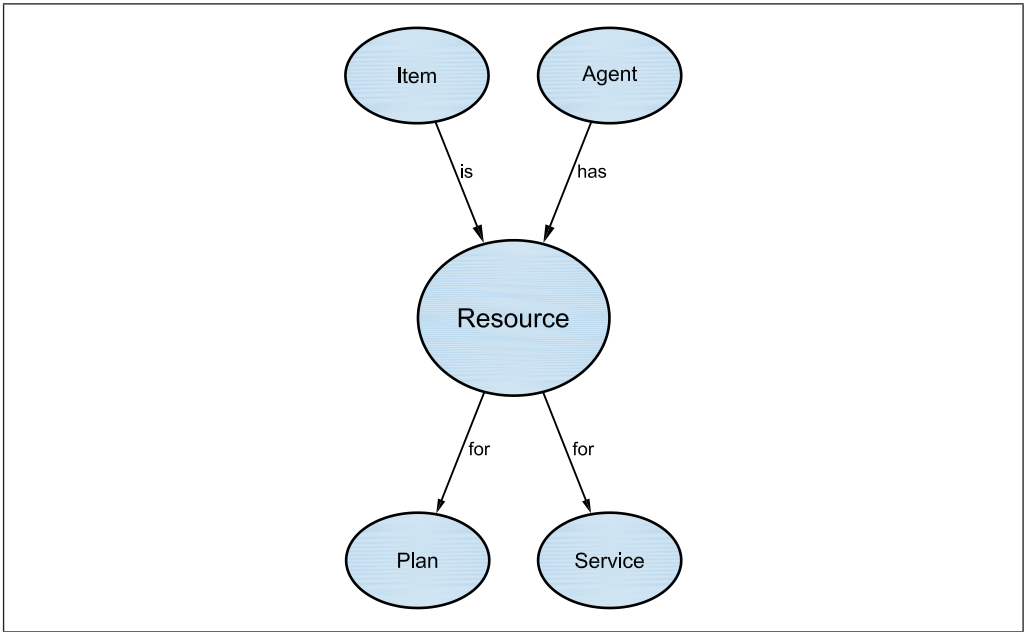 Item
Agent
is
has
Resource
for
for
Plan
Service